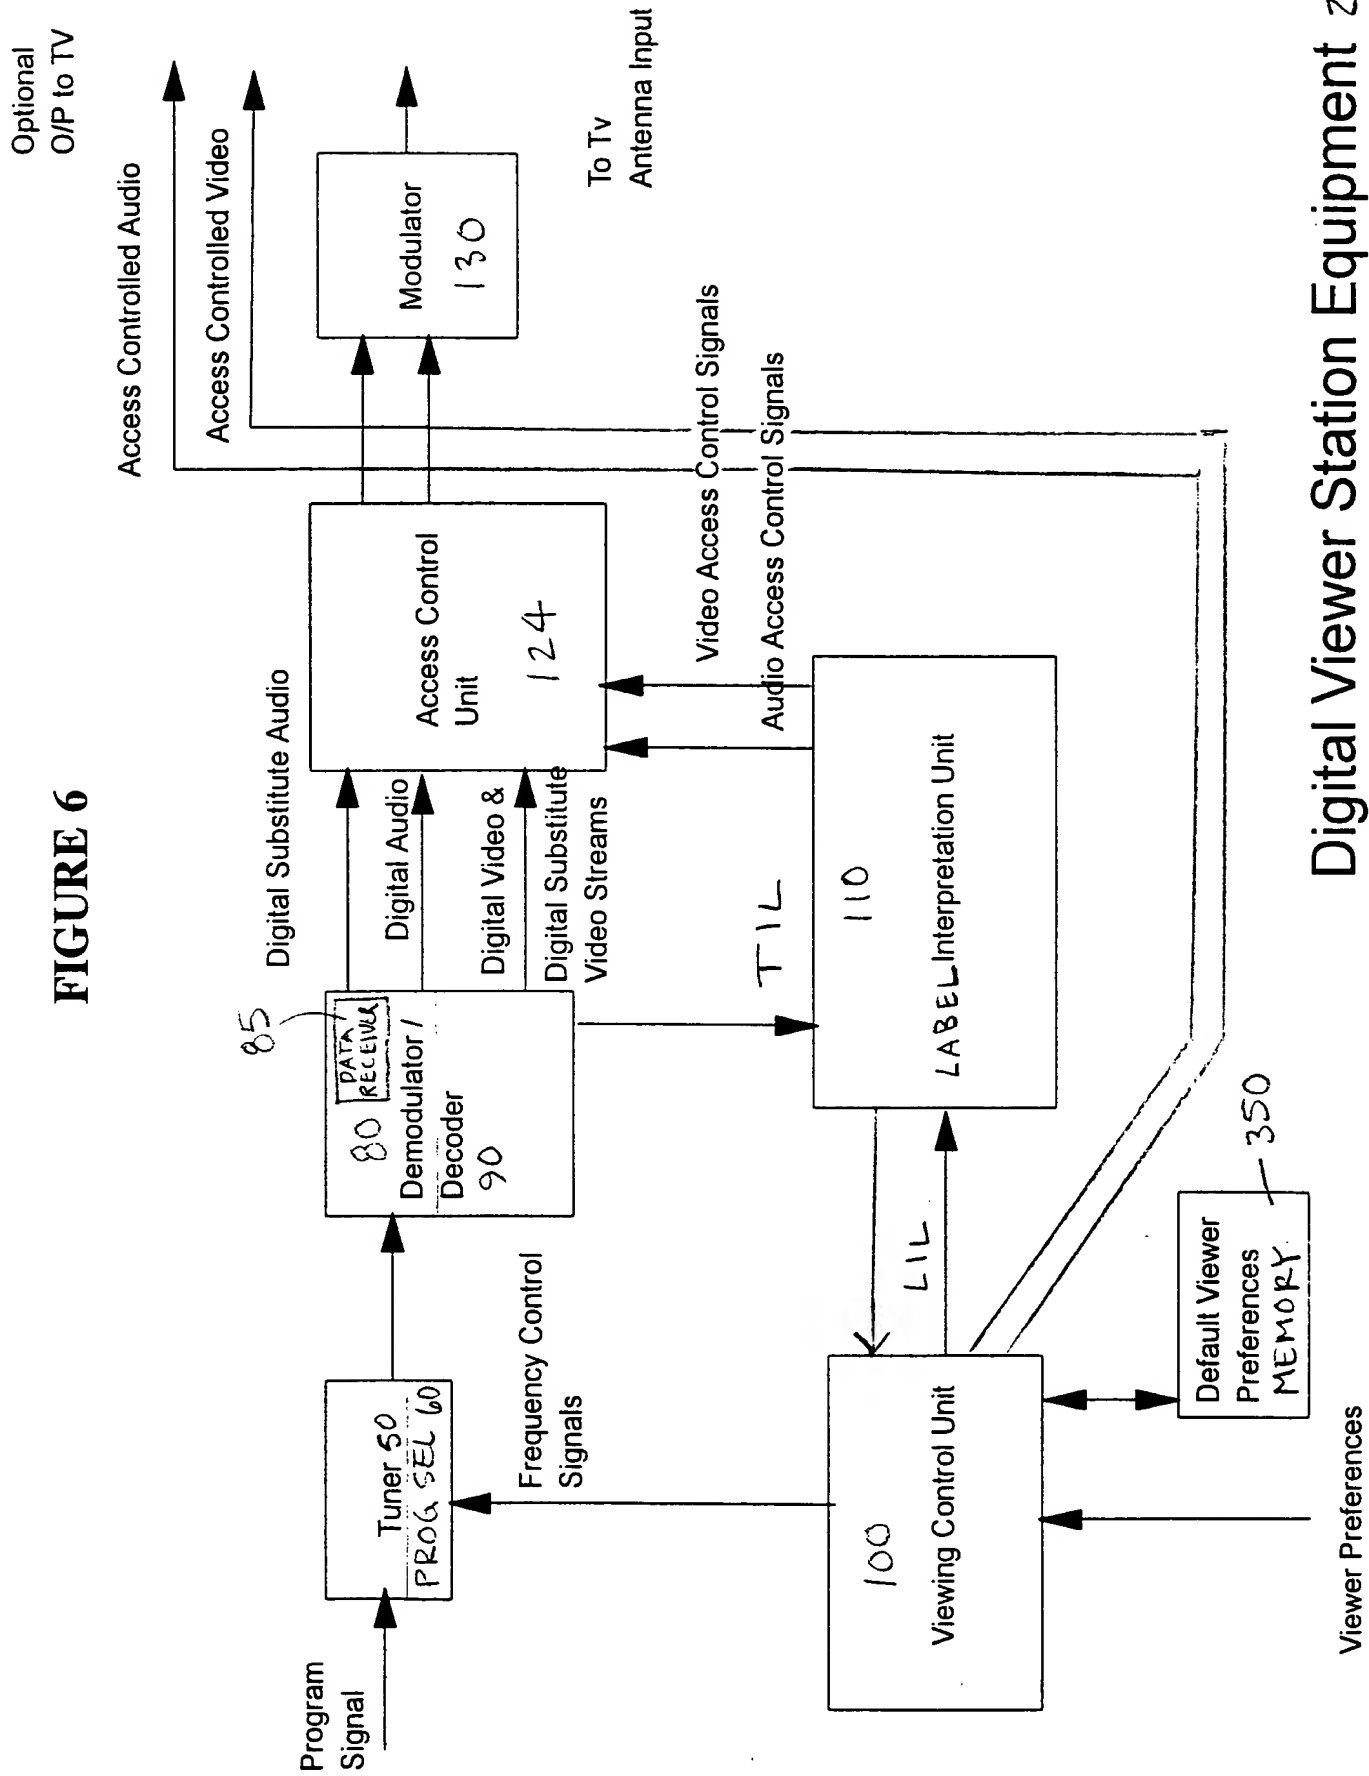 FIGURE 6
Optional
O/P to TV
Access Controlled Audio
Access Controlled Video
Program
Signal
Tuner 50
PROG SEL 60
85
DATA
RECEIVER
80
Demodulator /
Decoder
90
Digital Substitute Audio
Digital Audio
Digital Video &
Digital Substitute
Video Streams
Access Control
Unit
124
Modulator
130
To Tv
Antenna Input
Frequency Control
Signals
TIL
Video Access Control Signals
Audio Access Control Signals
100
Viewing Control Unit
LIL
110
LABEL Interpretation Unit
Default Viewer
Preferences
MEMORY
350
Viewer Preferences
Digital Viewer Station Equipment